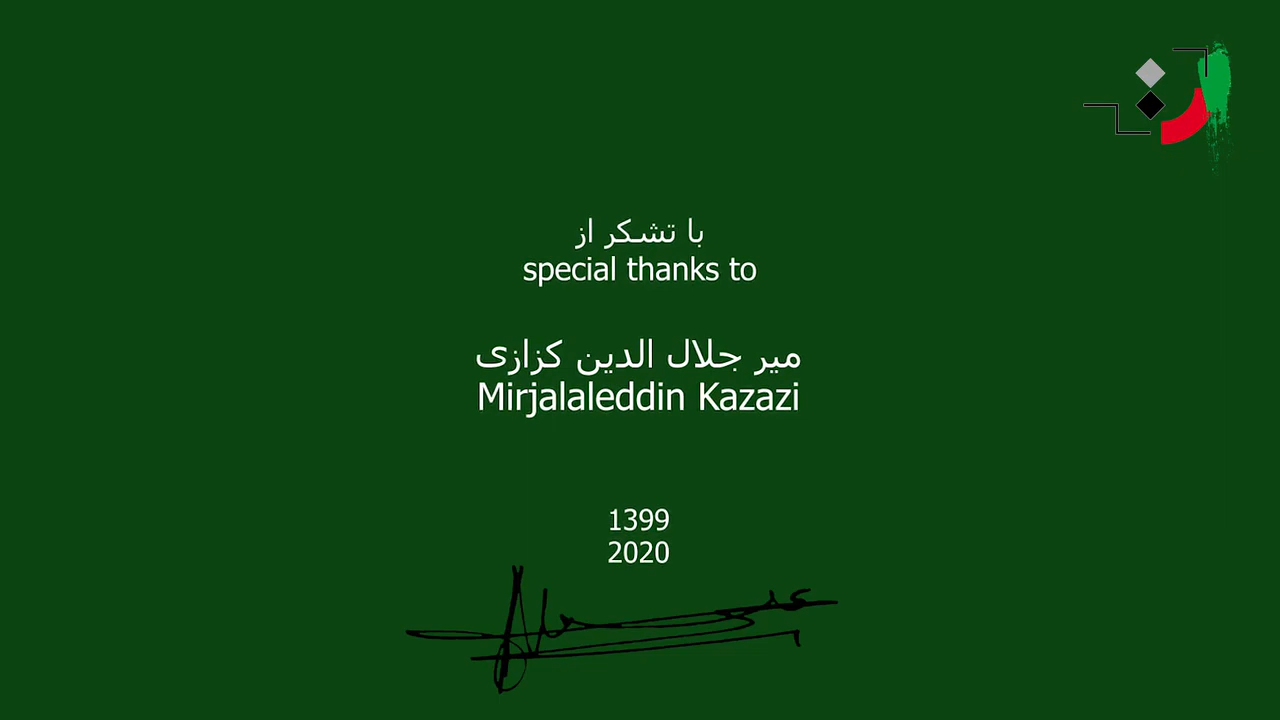 با تشکر از
special thanks to
میر جلال الدین کزازی
Mirjalaleddin Kazazi
1399
2020